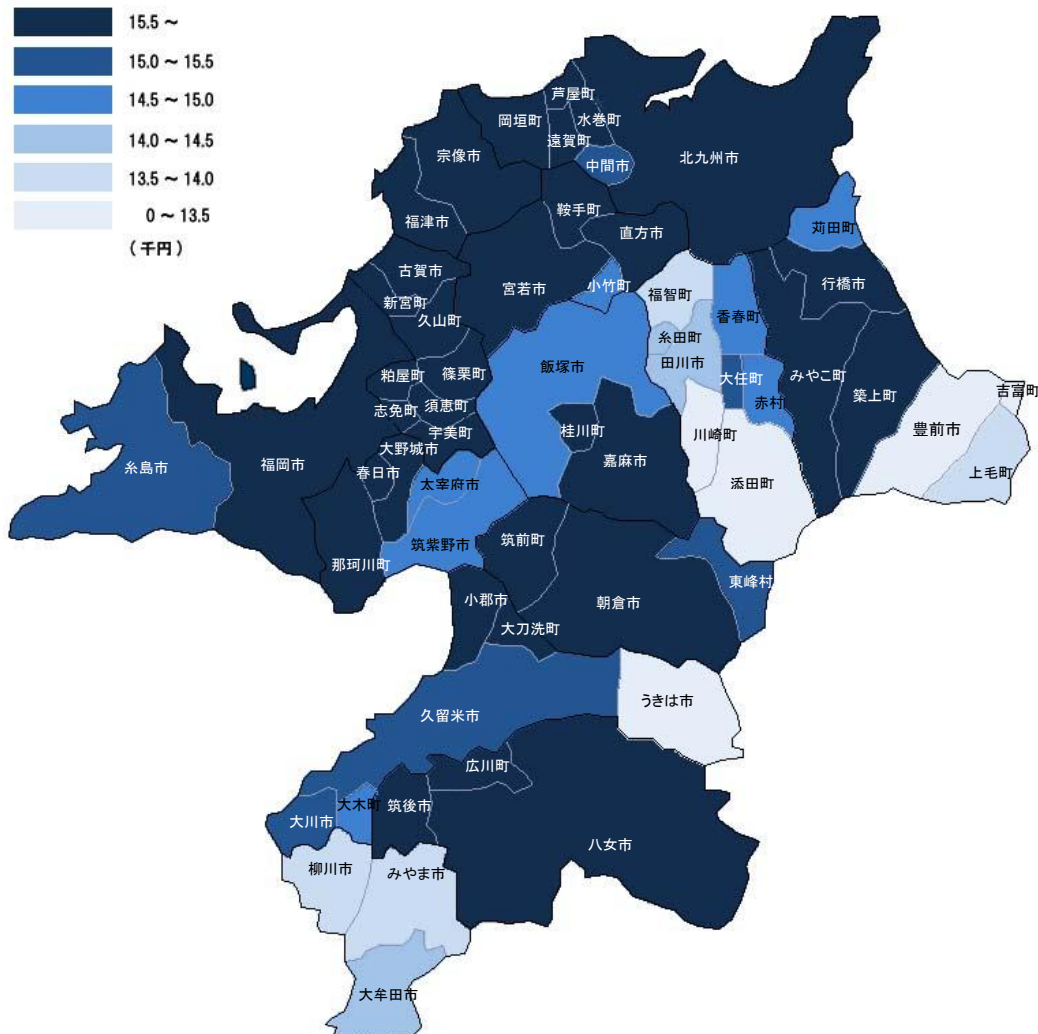 15.5 ～
15.0 ～ 15.5
14.5 ～ 15.0
14.0 ～ 14.5
13.5 ～ 14.0
0 ～ 13.5
（千円）
芦屋町
岡垣町
水巻町
遠賀町
北九州市
宗像市
中間市
鞍手町
福津市
苅田町
直方市
古賀市
行橋市
宮若市
小竹町
福智町
新宮町
香春町
久山町
糸田町
飯塚市
田川市
篠栗町
粕屋町
大任町
みやこ町
築上町
吉富町
赤村
志免町
須恵町
宇美町
桂川町
川崎町
豊前市
大野城市
嘉麻市
糸島市
福岡市
春日市
上毛町
太宰府市
添田町
筑紫野市
筑前町
那珂川町
東峰村
小郡市
朝倉市
大刀洗町
うきは市
久留米市
広川町
大木町
筑後市
大川市
八女市
柳川市
みやま市
大牟田市